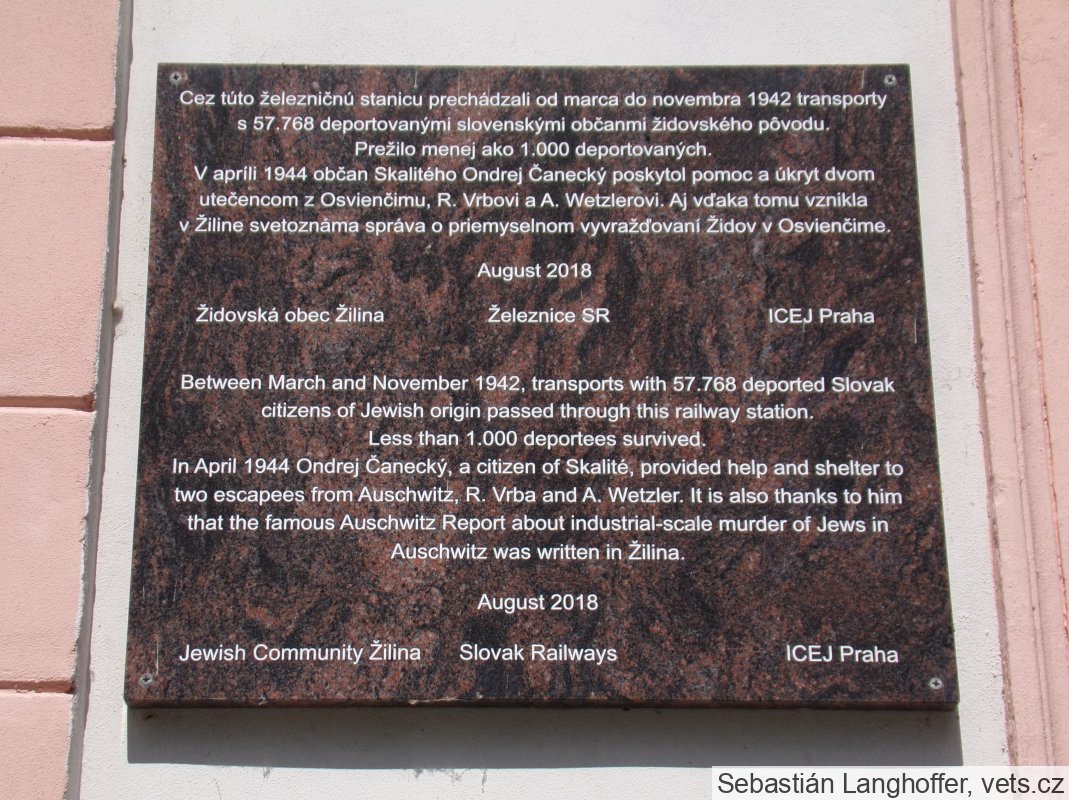 Cez túto železničnú stanicu prechádzali od marca do novembra 1942 transporty
s 57.768 deportovanými slovenskými občanmi židovského pôvodu.
Prežilo menej ako 1.000 deportovaných.
V apríli 1944 občan Skalitého Ondrej Čanecký poskytol pomoc a úkryt dvom
utečencom z Osvienčimu, R. Vrbovi a A. Wetzlerovi. Aj vďaka tomu vznikla
v Žiline svetoznáma správa o priemyselnom vyvražďovaní Židov v Osvienčime.
August 2018
Židovská obec Žilina Železnice SR ICEJ Praha
Between March and November 1942, transports with 57.768 deported Slovak
citizens of Jewish origin passed through this railway station.
Less than 1.000 deportees survived.
In April 1944 Ondrej Čanecký, a citizen of Skalité, provided help and shelter to
two escapees from Auschwitz, R. Vrba and A. Wetzler. It is also thanks to him
that the famous Auschwitz Report about industrial-scale murder of Jews in
Auschwitz was written in Žilina.
August 2018
Jewish Community Žilina Slovak Railways ICEJ Praha
Sebastián Langhoffer, vets.cz